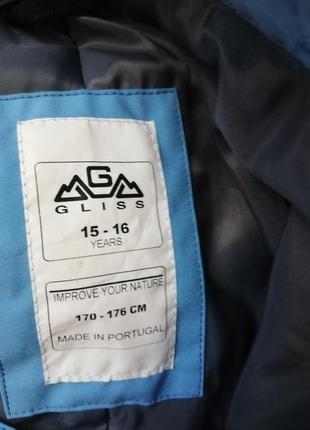 G
GLISS
15 - 16
YEARS
IMPROVE YOUR NATURE
170 - 176 CM
MADE IN PORTUGAL